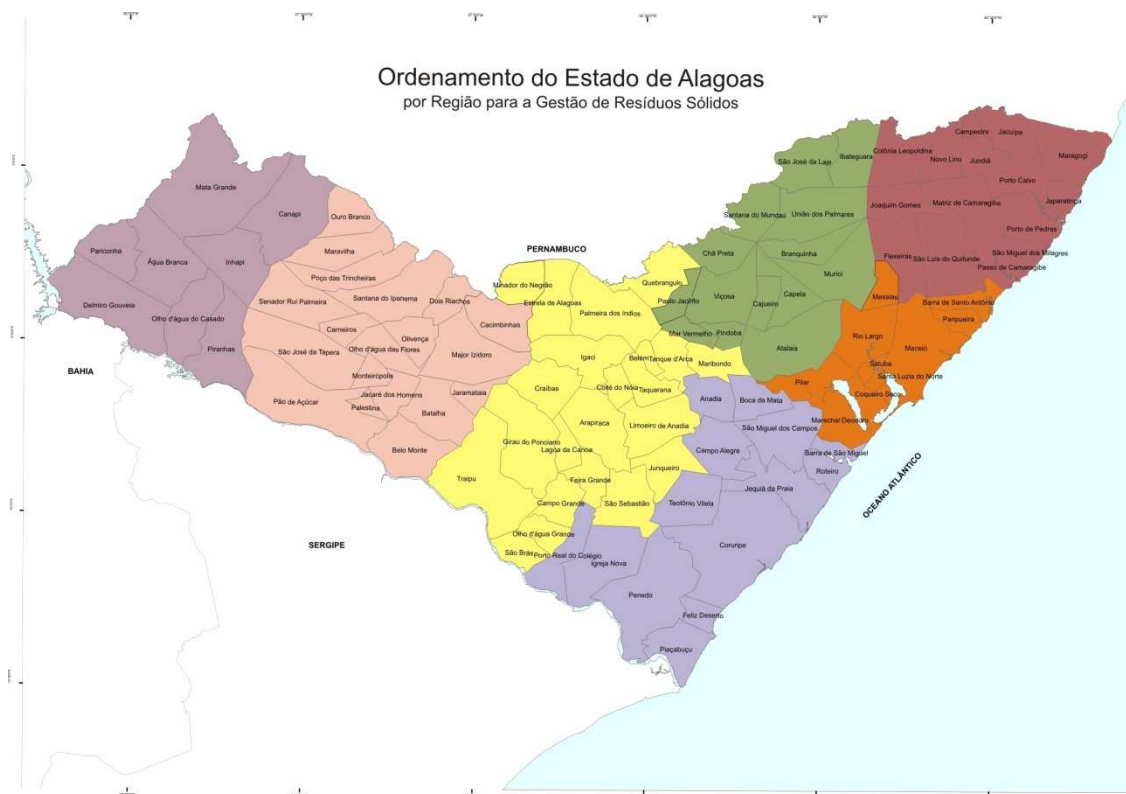 Ordenamento do Estado de Alagoas
por Região para a Gestão de Resíduos Sólidos
Campestre
Jacuipe
Colônia Leopoldina
Ibateguara
São José da Laje
Novo Lino
Jundiá
Maragogi
Porto Calvo
Mata Grande
Canapi
Ouro Branco
Santana do Mundaú
União dos Palmares
Joaquim Gomes
Matriz de Camaragibe
Japaratinga
Porto de Pedras
PERNAMBUCO
Maravilha
Pariconha
Água Branca
Inhapi
Poço das Trincheiras
Chã Preta
Branquinha
Flexeiras
São Luís do Quitunde
São Miguel dos Milagres
Passo de Camaragibe
Quebrangulo
Murici
Minador do Negrão
Estrela de Alagoas
Paulo Jacinto
Viçosa
Cajueiro
Capela
Messias
Barra de Santo Antônio
Paripueira
Delmiro Gouveia
Olho d'água do Casado
Senador Rui Palmeira
Santana do Ipanema
Dois Riachos
Cacimbinhas
Palmeira dos Índios
Piranhas
Carneiros
Olivença
Mar Vermelho
Pindoba
Rio Largo
Maceió
São José da Tapera
Olho d'água das Flores
Major Izidoro
Igaci
Belém
Tanque d'Arca
Maribondo
Atalaia
Satuba
Santa Luzia do Norte
BAHIA
Monteirópolis
Jacaré dos Homens
Jaramataia
Craíbas
Coité do Nóia
Taquarana
Pilar
Coqueiro Seco
Pão de Açúcar
Palestina
Batalha
Anadia
Boca da Mata
Marechal Deodoro
Arapiraca
Limoeiro de Anadia
São Miguel dos Campos
Belo Monte
Girau do Ponciano
Lagoa da Canoa
Campo Alegre
Barra de São Miguel
Roteiro
Junqueiro
Traipu
Feira Grande
Jequiá da Praia
OCEANO ATLÂNTICO
Campo Grande
São Sebastião
Teotônio Vilela
Olho d'água Grande
SERGIPE
São Brás
Porto Real do Colégio
Igreja Nova
Coruripe
Penedo
Feliz Deserto
Piaçabuçu